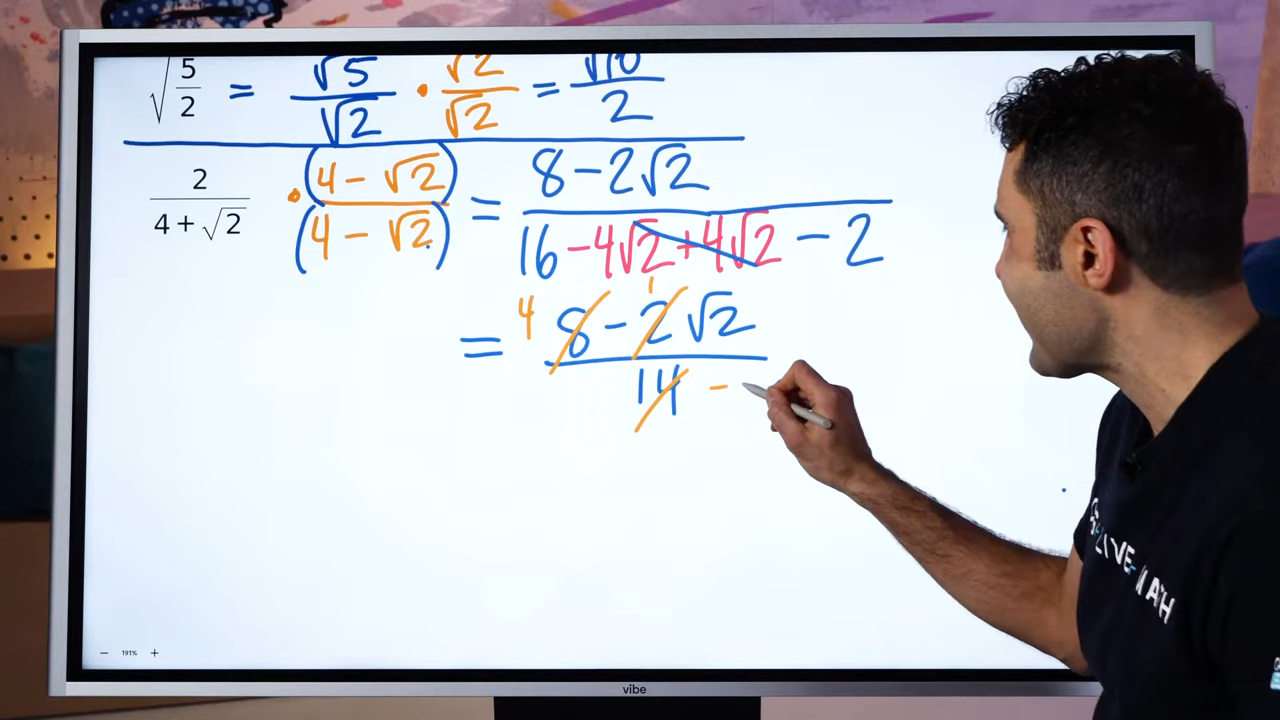 √5/2 = √5/√2 · √2/√2 = √10/2
2/(4+√2) · (4 - √2)/(4 - √2) = (8 - 2√2)/(16 - 4√2 + 4√2 - 2)
4 1
= (8 - 2√2)/14 -
- 191% +
vibe
MATH